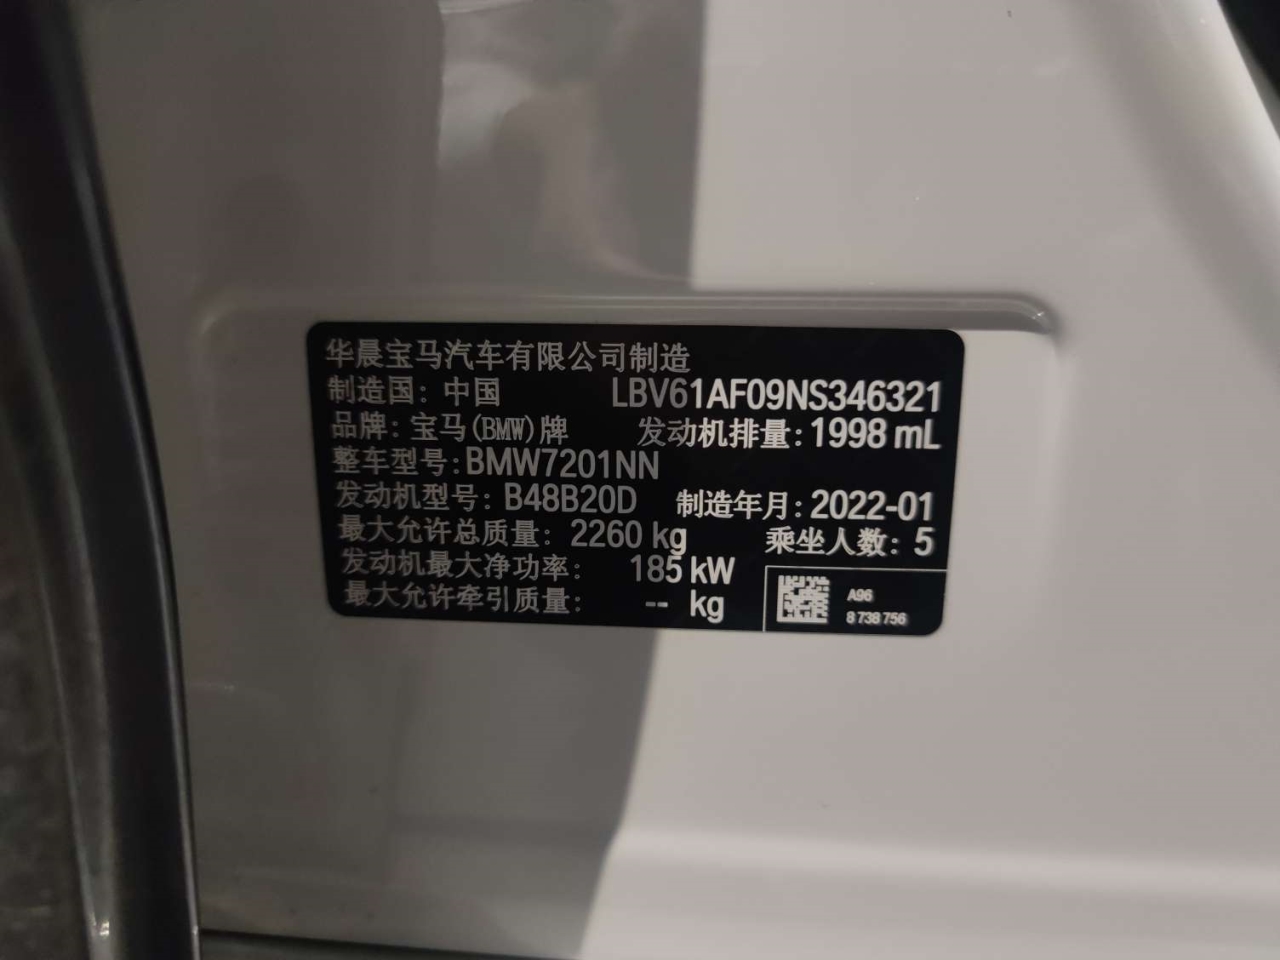 华晨宝马汽车有限公司制造
制造国：中国 LBV61AF09NS346321
品牌：宝马(BMW)牌 发动机排量：1998 mL
整车型号：BMW7201NN
发动机型号：B48B20D 制造年月：2022-01
最大允许总质量：2260 kg 乘坐人数：5
发动机最大净功率：185 kW
最大允许牵引质量：-- kg
A96
8 738 756